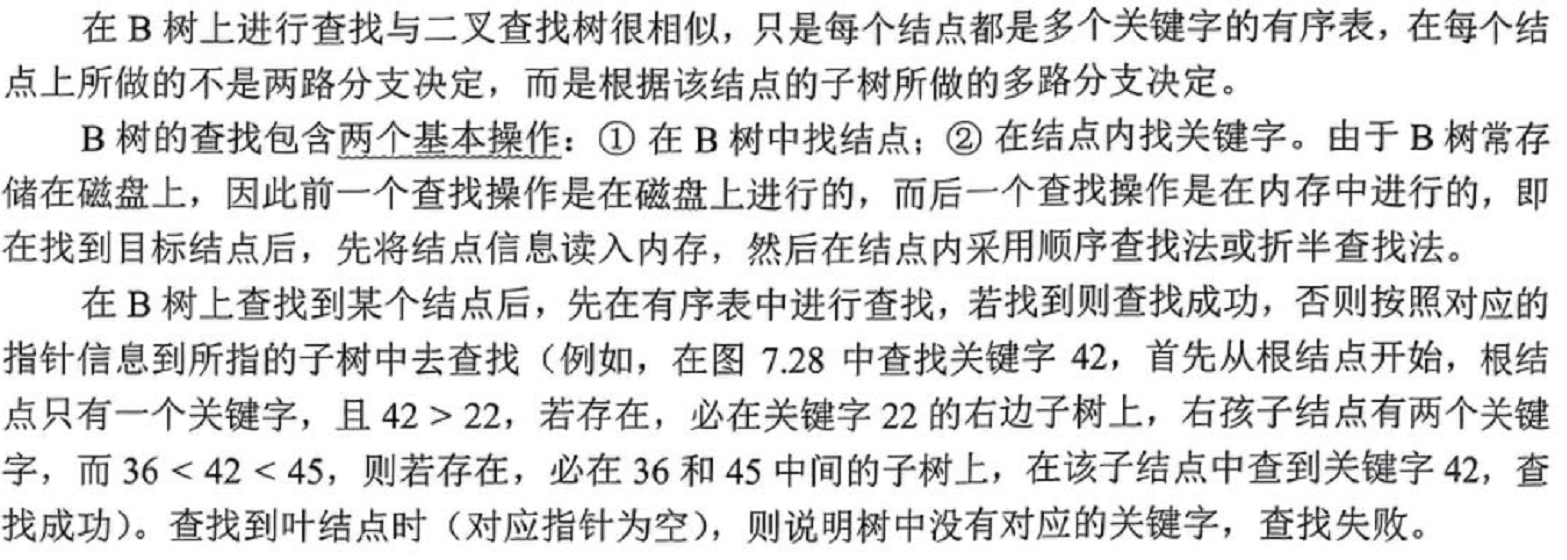 在 B 树上进行查找与二叉查找树很相似，只是每个结点都是多个关键字的有序表，在每个结
点上所做的不是两路分支决定，而是根据该结点的子树所做的多路分支决定。
B 树的查找包含两个基本操作：① 在 B 树中找结点；② 在结点内找关键字。由于 B 树常存
储在磁盘上，因此前一个查找操作是在磁盘上进行的，而后一个查找操作是在内存中进行的，即
在找到目标结点后，先将结点信息读入内存，然后在结点内采用顺序查找法或折半查找法。
在 B 树上查找到某个结点后，先在有序表中进行查找，若找到则查找成功，否则按照对应的
指针信息到所指的子树中去查找（例如，在图 7.28 中查找关键字 42，首先从根结点开始，根结
点只有一个关键字，且 42 > 22，若存在，必在关键字 22 的右边子树上，右孩子结点有两个关键
字，而 36 < 42 < 45，则若存在，必在 36 和 45 中间的子树上，在该子结点中查到关键字 42，查
找成功）。查找到叶结点时（对应指针为空），则说明树中没有对应的关键字，查找失败。